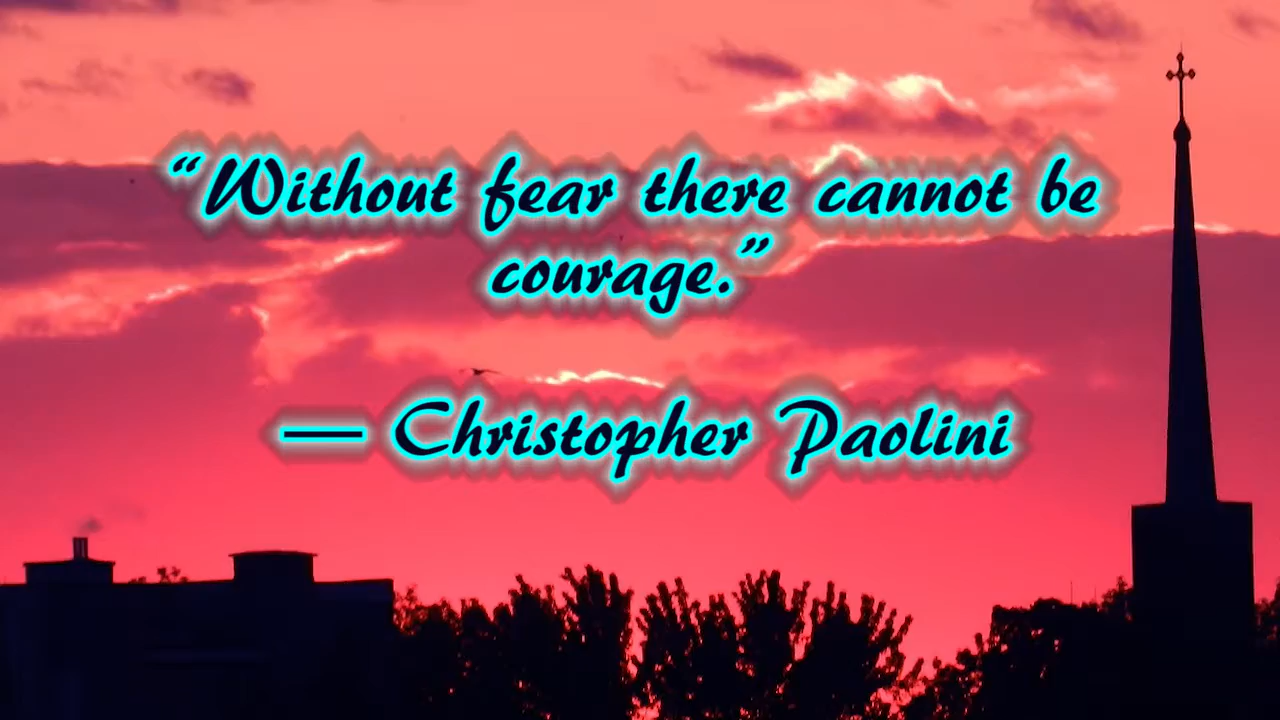 “Without fear there cannot be
courage.”
— Christopher Paolini